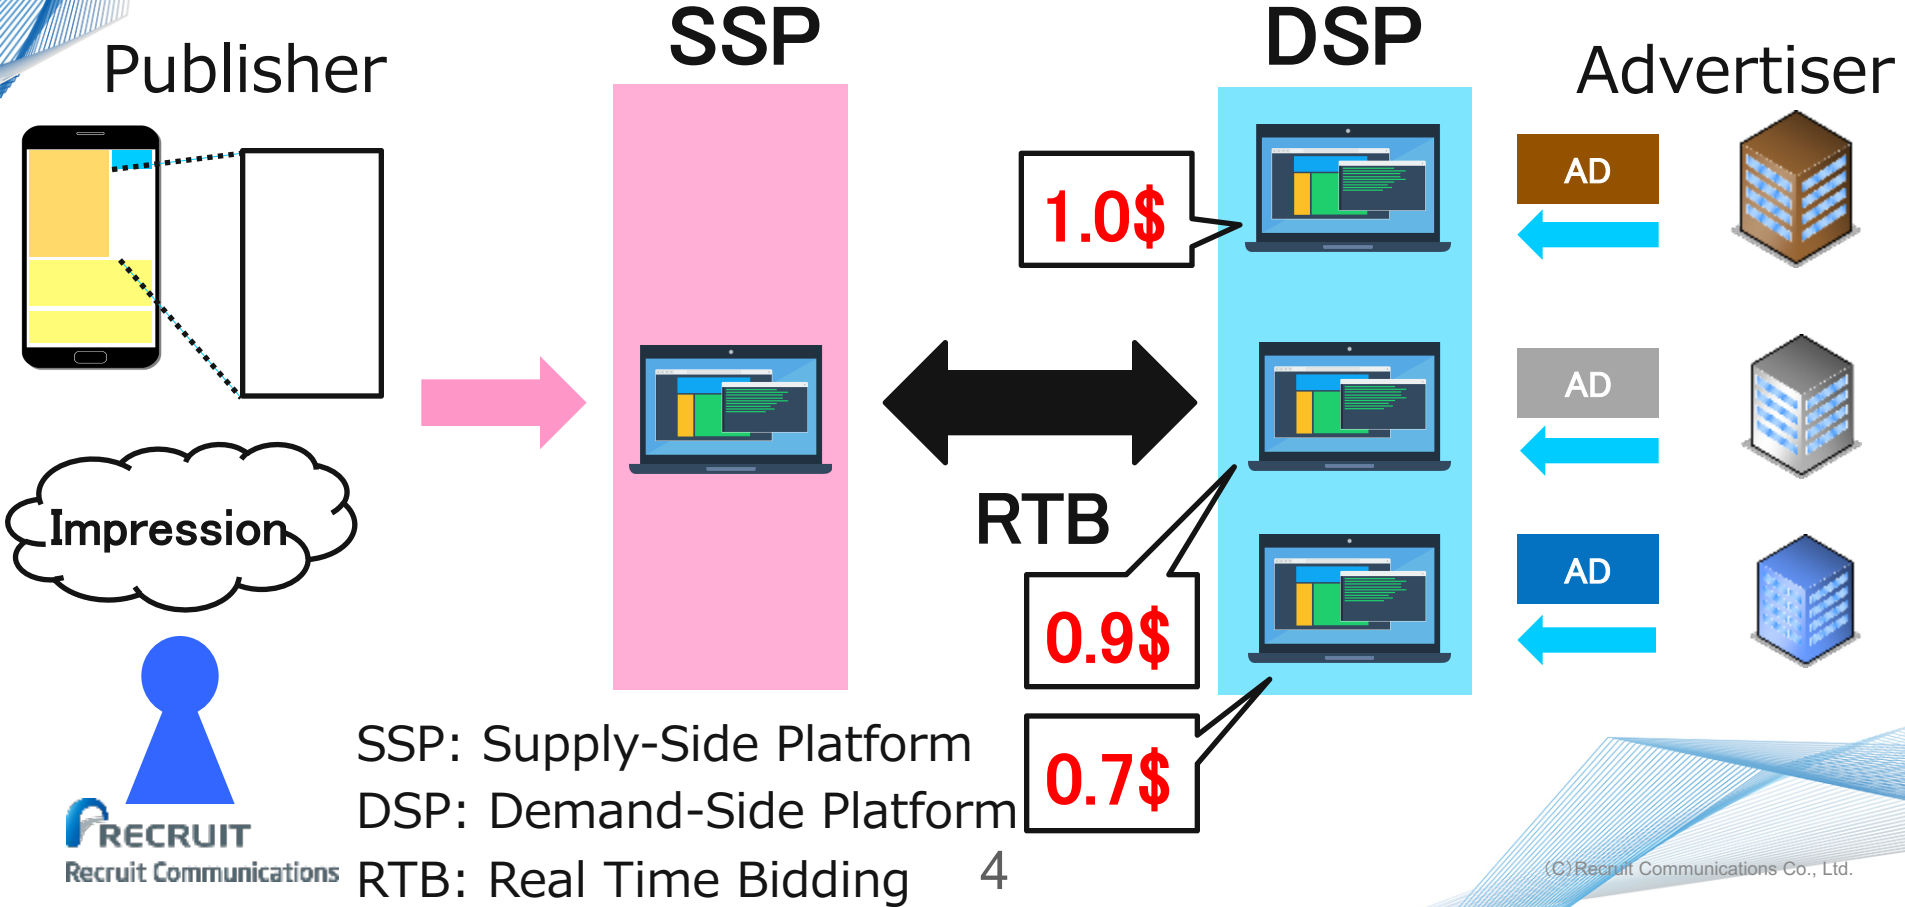 SSP
DSP
Publisher
Advertiser
AD
1.0$
AD
RTB
Impression
AD
0.9$
SSP: Supply-Side Platform
0.7$
DSP: Demand-Side Platform
RECRUIT
Recruit Communications
RTB: Real Time Bidding
4
(C)Recruit Communications Co., Ltd.